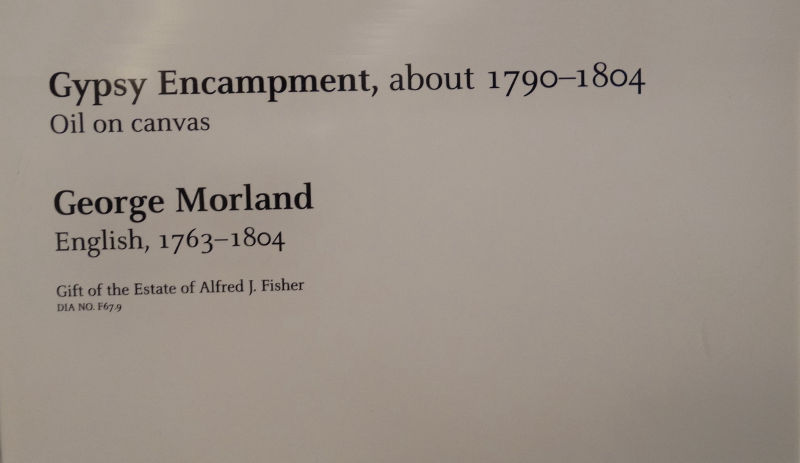 Gypsy Encampment, about 1790–1804
Oil on canvas
George Morland
English, 1763–1804
Gift of the Estate of Alfred J. Fisher
DIA NO. F67.9